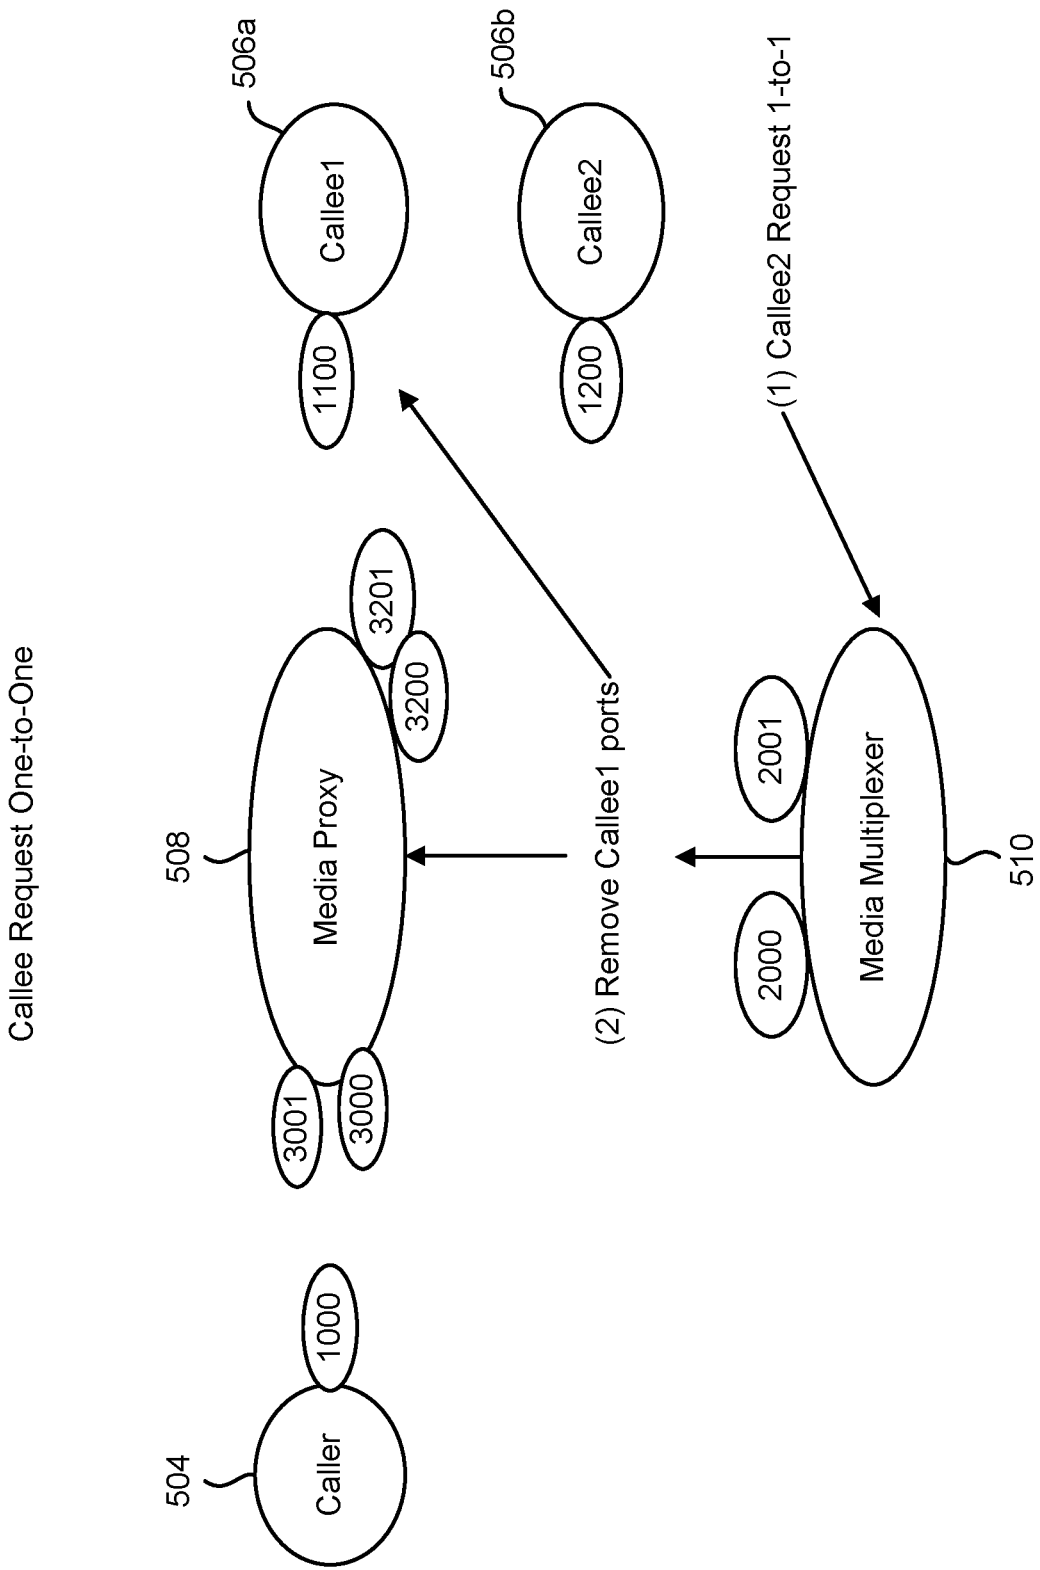 Callee Request One-to-One
504
Caller
1000
508
3001
3000
Media Proxy
3200
3201
506a
1100
Callee1
506b
1200
Callee2
(2) Remove Callee1 ports
(1) Callee2 Request 1-to-1
2000
2001
Media Multiplexer
510